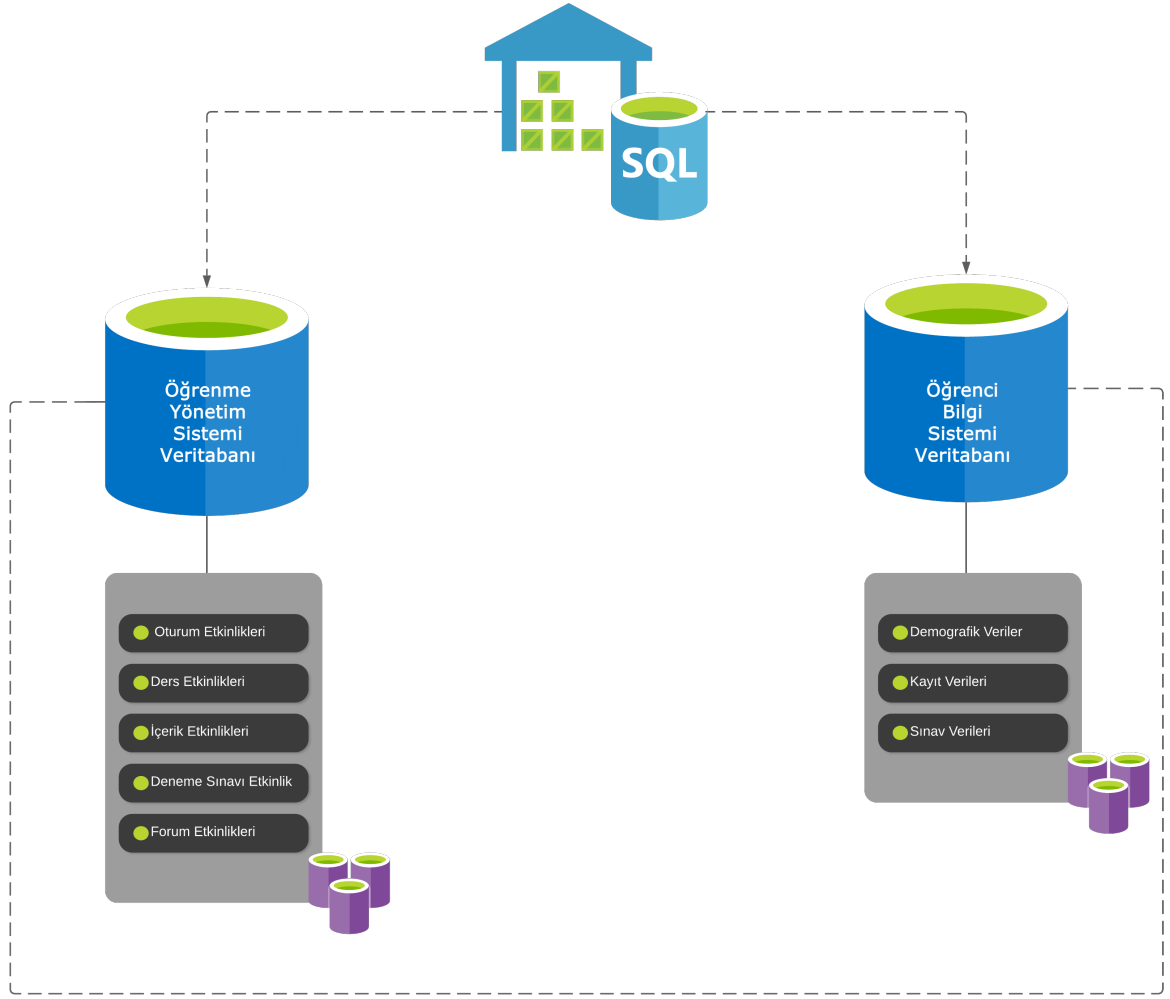 SQL
Öğrenme
Yönetim
Sistemi
Veritabanı
Öğrenci
Bilgi
Sistemi
Veritabanı
Oturum Etkinlikleri
Ders Etkinlikleri
İçerik Etkinlikleri
Deneme Sınavı Etkinlik
Forum Etkinlikleri
Demografik Veriler
Kayıt Verileri
Sınav Verileri